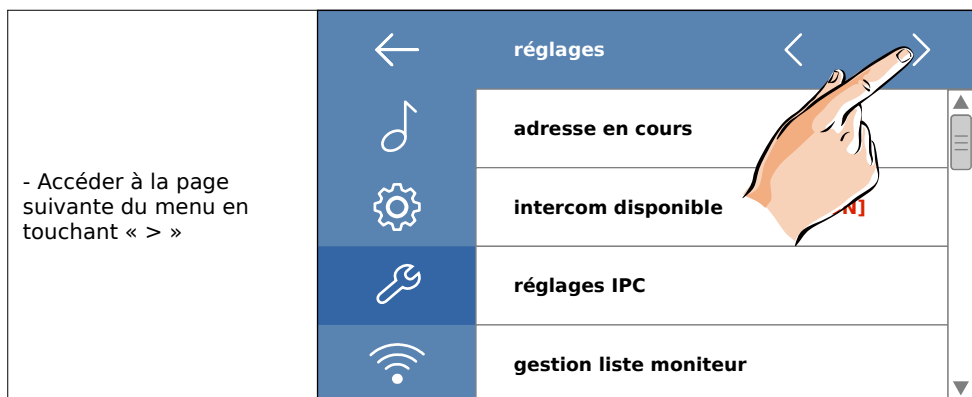 - Accéder à la page
suivante du menu en
touchant « > »
réglages
adresse en cours
intercom disponible
réglages IPC
gestion liste moniteur